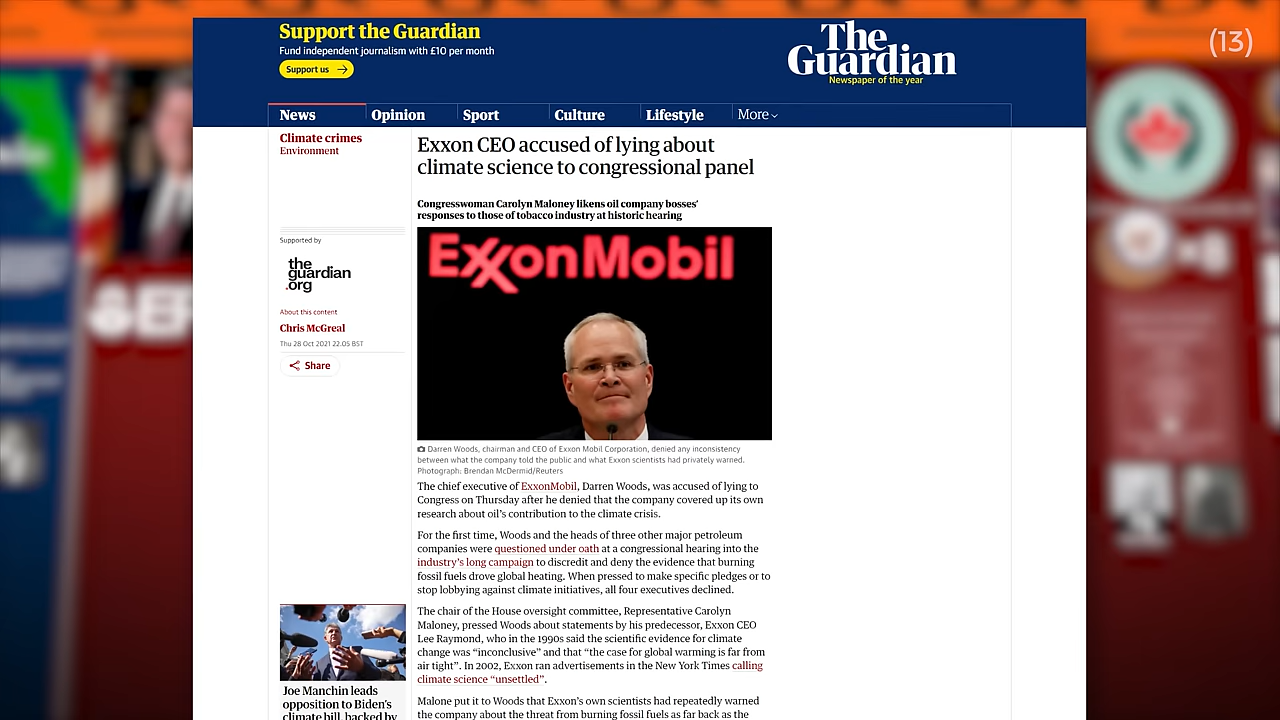 Support the Guardian
Fund independent journalism with £10 per month
Support us
The
Guardian
Newspaper of the year
(13)
News
Opinion
Sport
Culture
Lifestyle
More
Climate crimes
Environment
Supported by
the
guardian
.org
About this content
Chris McGreal
Thu 28 Oct 2021 22.05 BST
Share
Exxon CEO accused of lying about
climate science to congressional panel
Congresswoman Carolyn Maloney likens oil company bosses'
responses to those of tobacco industry at historic hearing
ExxonMobil
Darren Woods, chairman and CEO of Exxon Mobil Corporation, denied any inconsistency
between what the company told the public and what Exxon scientists had privately warned.
Photograph: Brendan McDermid/Reuters
The chief executive of ExxonMobil, Darren Woods, was accused of lying to
Congress on Thursday after he denied that the company covered up its own
research about oil's contribution to the climate crisis.
For the first time, Woods and the heads of three other major petroleum
companies were questioned under oath at a congressional hearing into the
industry's long campaign to discredit and deny the evidence that burning
fossil fuels drove global heating. When pressed to make specific pledges or to
stop lobbying against climate initiatives, all four executives declined.
The chair of the House oversight committee, Representative Carolyn
Maloney, pressed Woods about statements by his predecessor, Exxon CEO
Lee Raymond, who in the 1990s said the scientific evidence for climate
change was "inconclusive" and that "the case for global warming is far from
air tight". In 2002, Exxon ran advertisements in the New York Times calling
climate science "unsettled".
Malone put it to Woods that Exxon's own scientists had repeatedly warned
the company about the threat from burning fossil fuels as far back as the
Joe Manchin leads
opposition to Biden's
climate bill, backed by